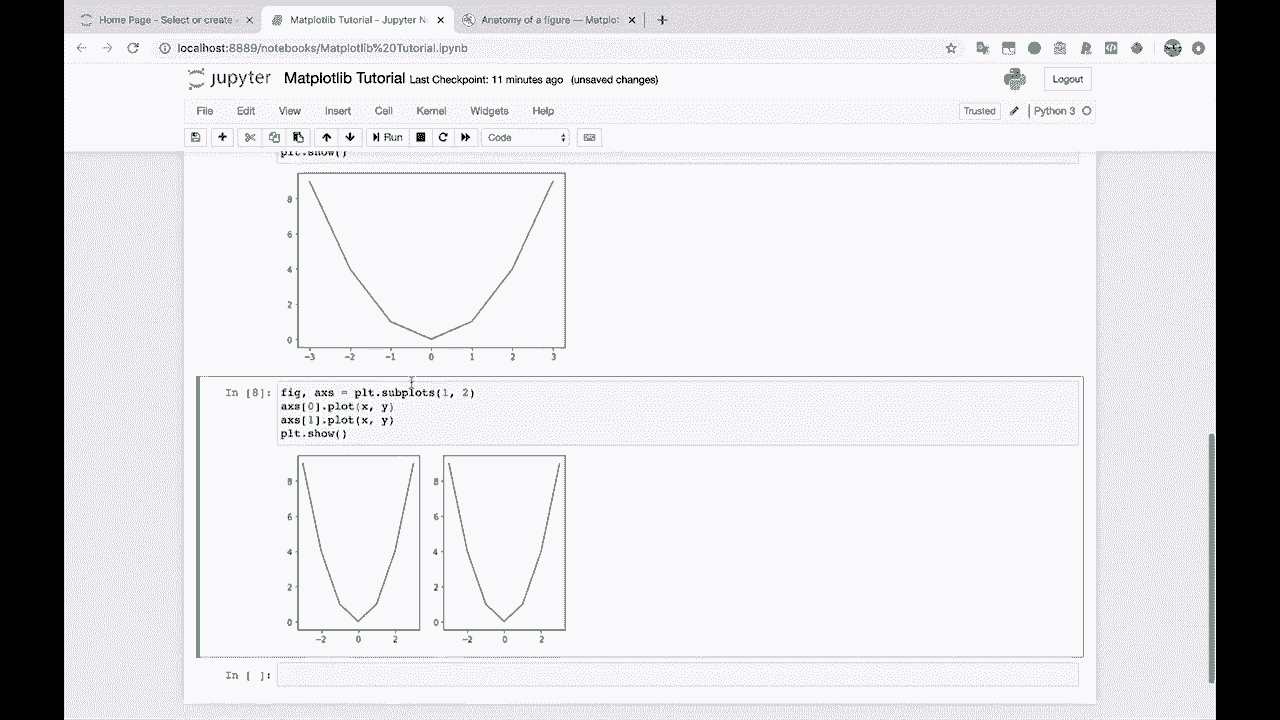 Home Page - Select or create
Matplotlib Tutorial - Jupyter N
Anatomy of a figure — Matplot
localhost:8889/notebooks/Matplotlib%20Tutorial.ipynb
jupyter Matplotlib Tutorial Last Checkpoint: 11 minutes ago (unsaved changes)
Logout
File Edit View Insert Cell Kernel Widgets Help
Trusted
Python 3
Run
Code
plt.show()
8
6
4
2
0
-3 -2 -1 0 1 2 3
In [8]:
fig, axs = plt.subplots(1, 2)
axs[0].plot(x, y)
axs[1].plot(x, y)
plt.show()
8 8
6 6
4 4
2 2
0 0
-2 0 2 -2 0 2
In [ ]: